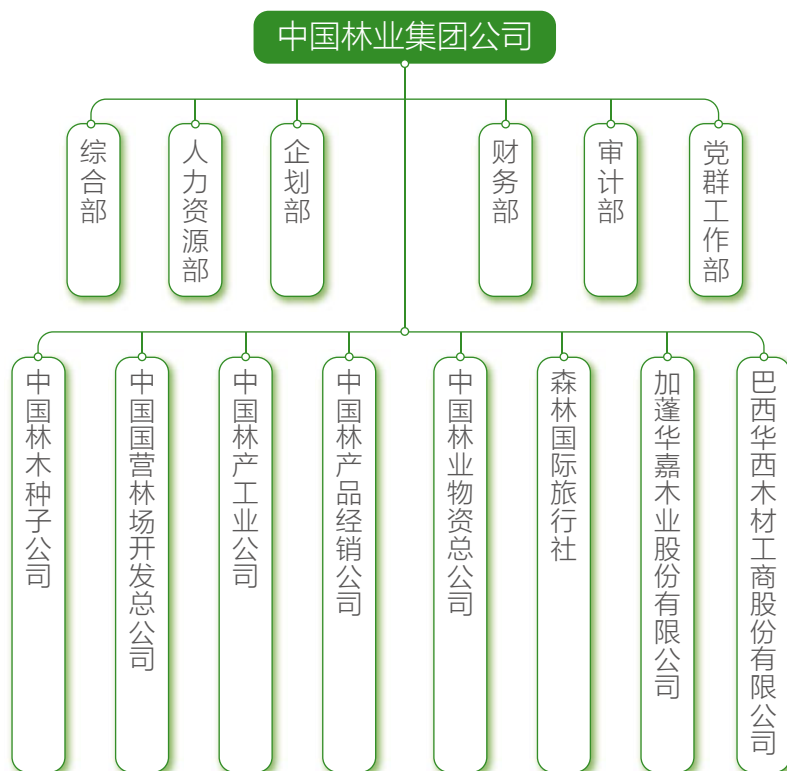 中国林业集团公司
综合部
人力资源部
企划部
财务部
审计部
党群工作部
中国林木种子公司
中国国营林场开发总公司
中国林产工业公司
中国林产品经销公司
中国林业物资总公司
森林国际旅行社
加蓬华嘉木业股份有限公司
巴西华西木材工商股份有限公司